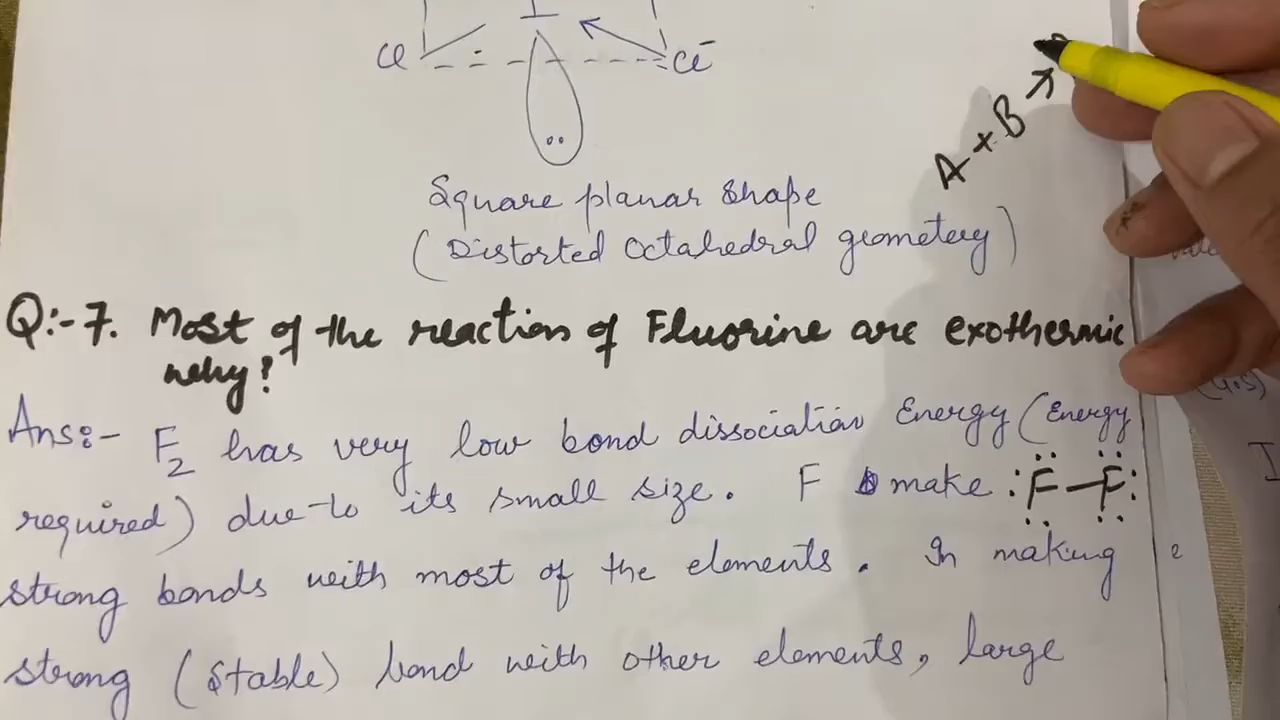 Cl Cl⁻
A + B →
Square planar shape
(Distorted Octahedral geometery)
Q:-7. Most of the reaction of Fluorine are exothermic
why?
Ans:- F₂ has very low bond dissociation Energy (Energy
required) due-to its small size. F make :F—F:
strong bonds with most of the elements. In making
strong (stable) bond with other elements, large